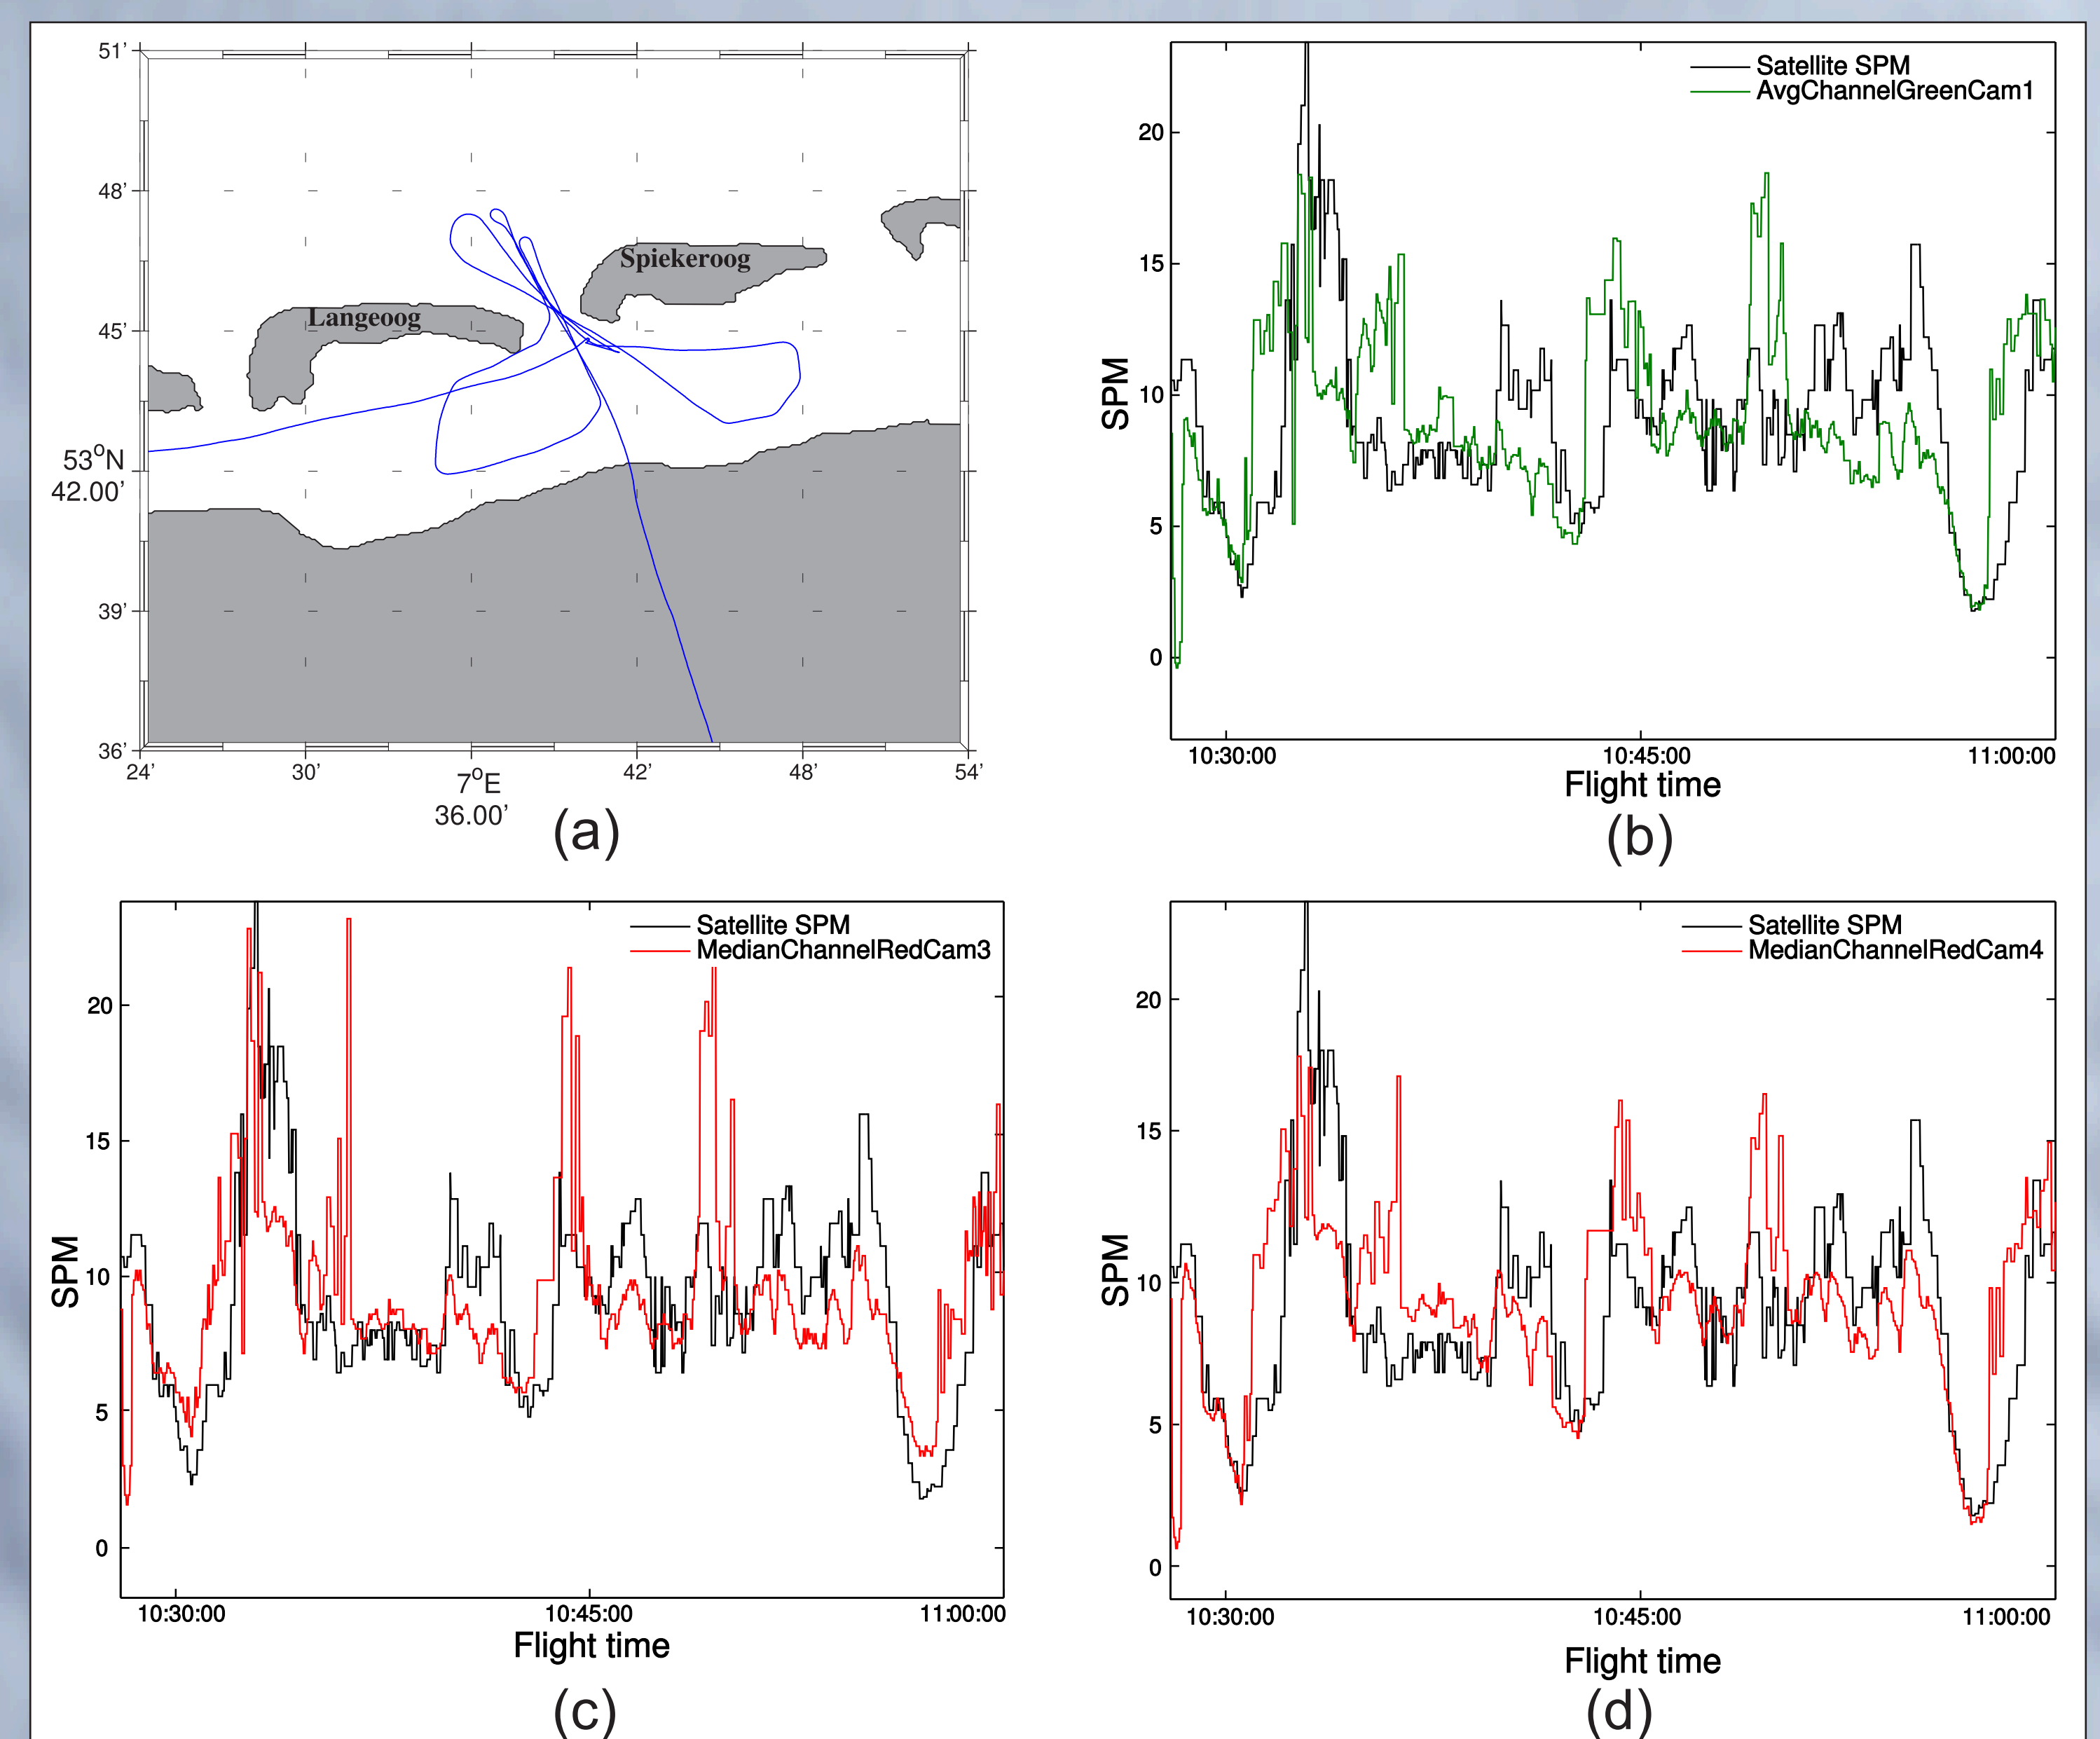 51'
48'
Spiekeroog
Langeoog
45'
53°N
42.00'
39'
36'
24'
30'
7°E
36.00'
42'
48'
54'
(a)
Satellite SPM
AvgChannelGreenCam1
20
15
10
5
0
SPM
10:30:00
10:45:00
11:00:00
Flight time
(b)
Satellite SPM
MedianChannelRedCam3
20
15
10
5
0
SPM
10:30:00
10:45:00
11:00:00
Flight time
(c)
Satellite SPM
MedianChannelRedCam4
20
15
10
5
0
SPM
10:30:00
10:45:00
11:00:00
Flight time
(d)